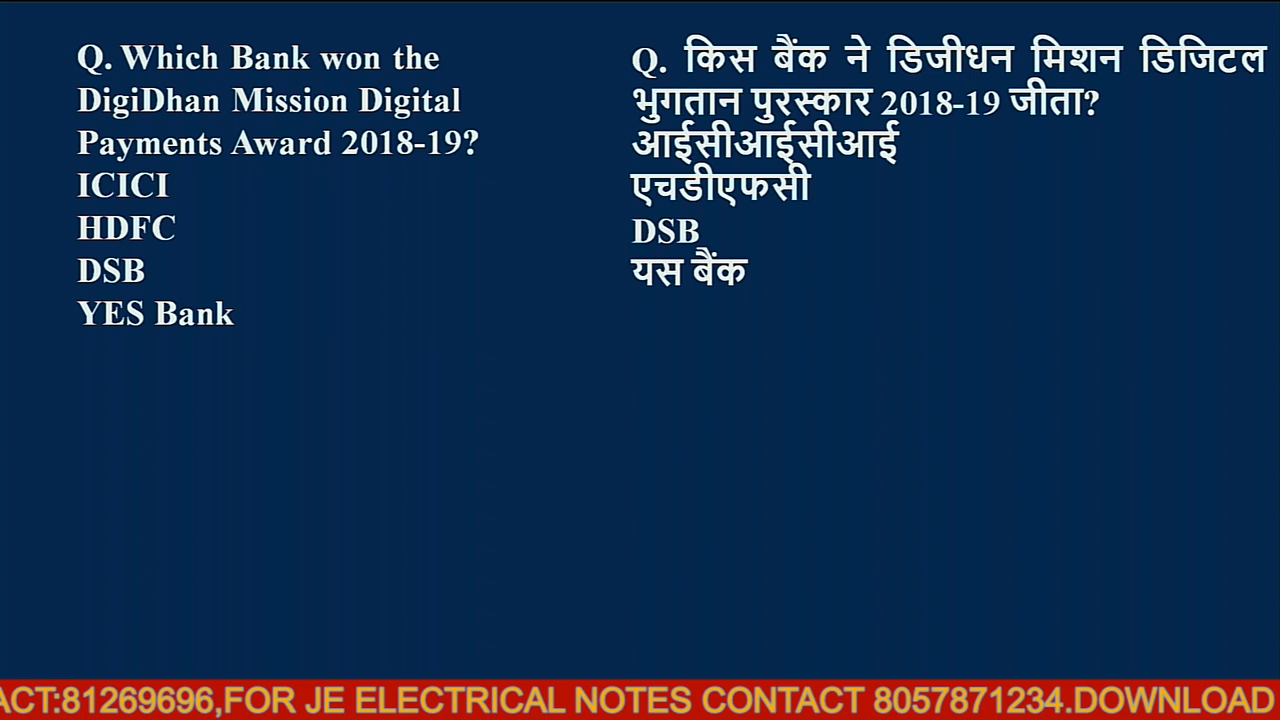 Q. Which Bank won the
DigiDhan Mission Digital
Payments Award 2018-19?
ICICI
HDFC
DSB
YES Bank
Q. किस बैंक ने डिजीधन मिशन डिजिटल
भुगतान पुरस्कार 2018-19 जीता?
आईसीआईसीआई
एचडीएफसी
DSB
यस बैंक
ACT:81269696,FOR JE ELECTRICAL NOTES CONTACT 8057871234.DOWNLOAD